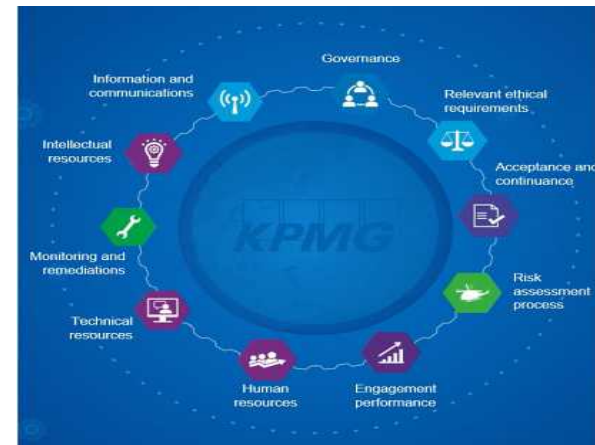 Governance
Information and
communications
Relevant ethical
requirements
Intellectual
resources
Acceptance and
continuance
KPMG
Monitoring and
remediations
Risk
assessment
process
Technical
resources
Human
resources
Engagement
performance